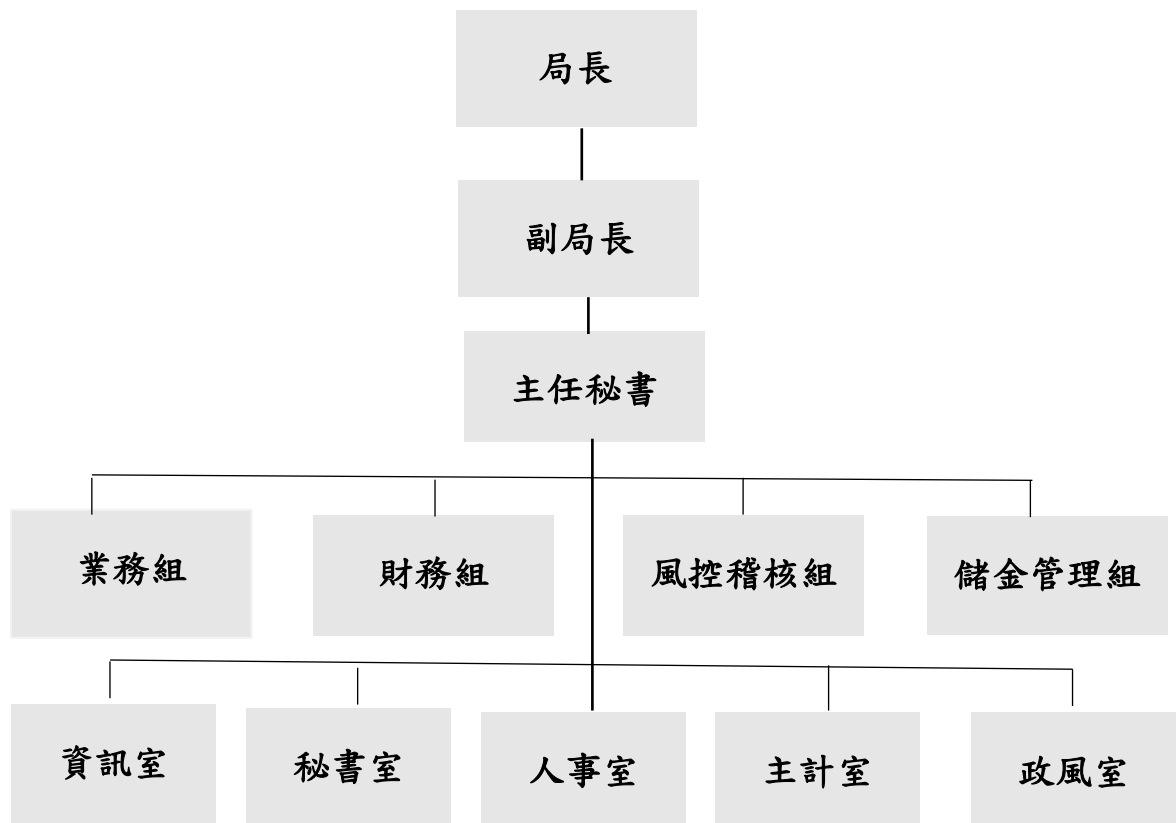 局長
副局長
主任秘書
業務組
財務組
風控稽核組
儲金管理組
資訊室
秘書室
人事室
主計室
政風室